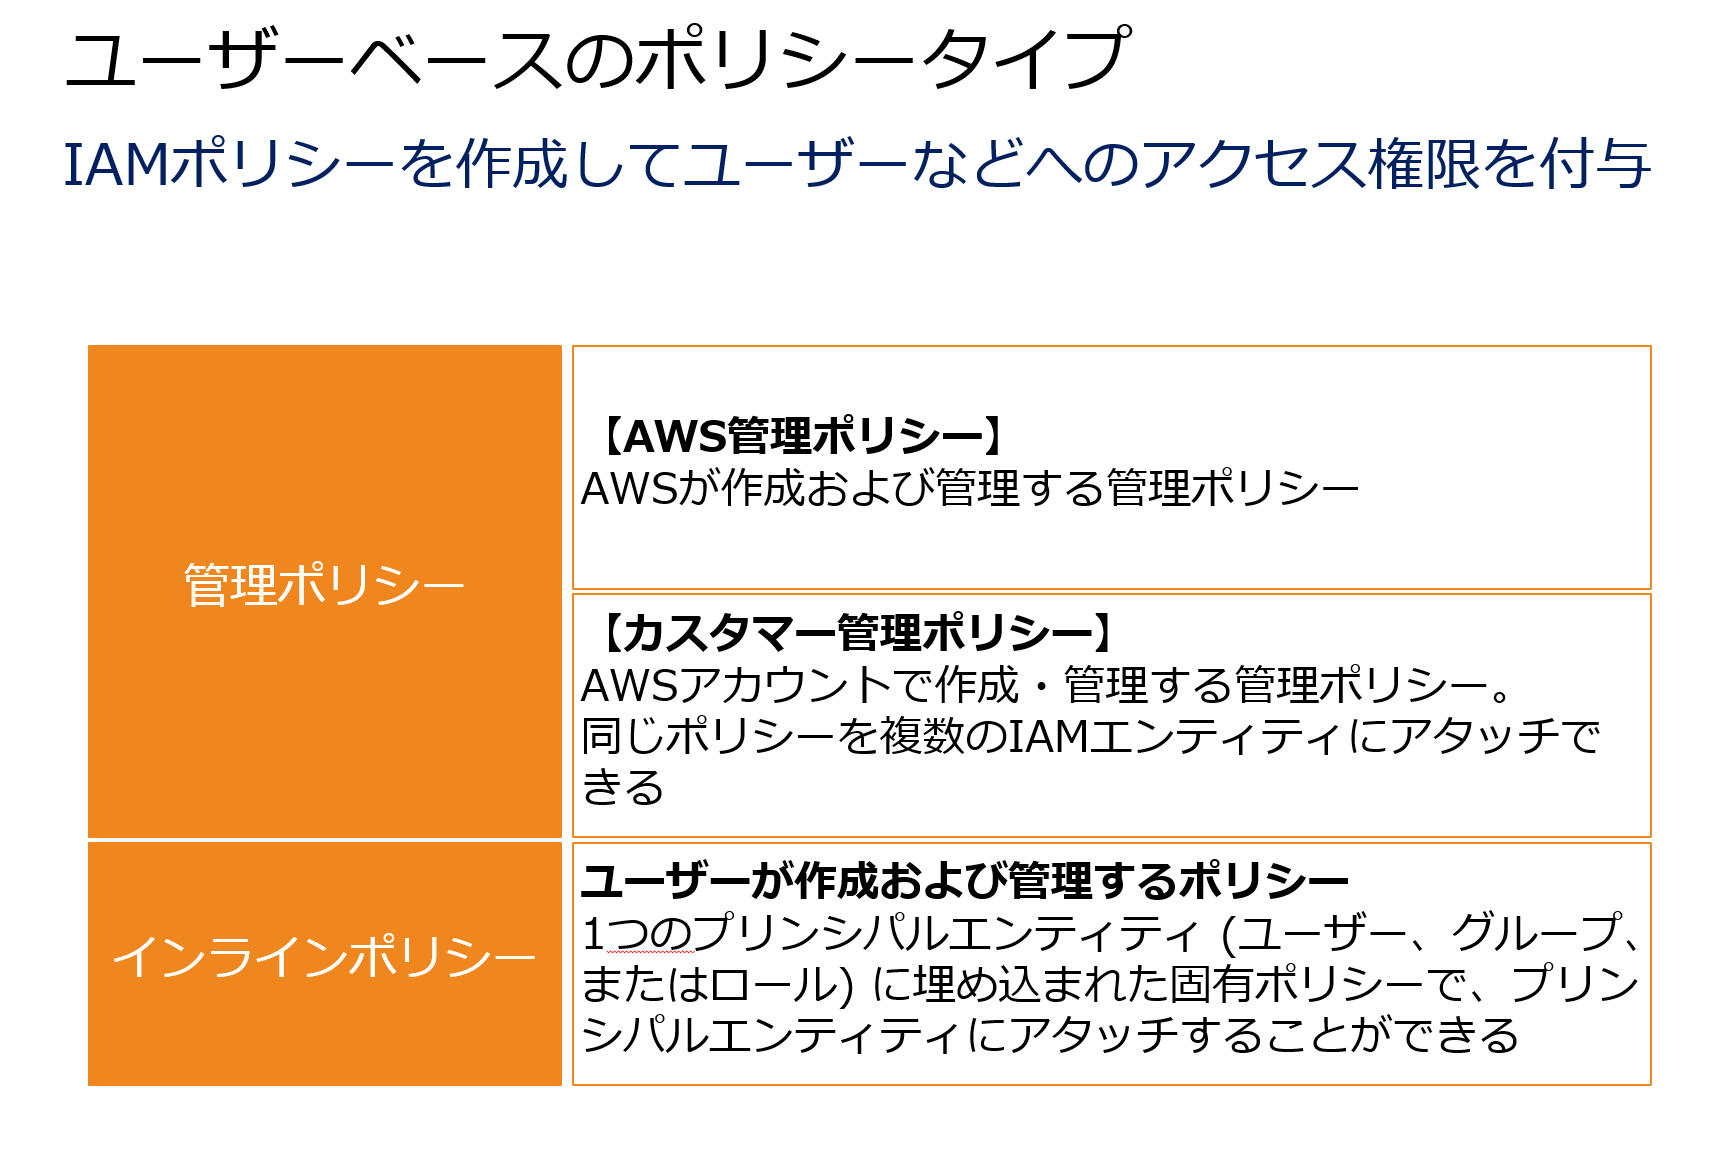 ユーザーベースのポリシータイプ
IAMポリシーを作成してユーザーなどへのアクセス権限を付与
管理ポリシー
【AWS管理ポリシー】
AWSが作成および管理する管理ポリシー
【カスタマー管理ポリシー】
AWSアカウントで作成・管理する管理ポリシー。
同じポリシーを複数のIAMエンティティにアタッチで
きる
インラインポリシー
ユーザーが作成および管理するポリシー
1つのプリンシパルエンティティ (ユーザー、グループ、
またはロール) に埋め込まれた固有ポリシーで、プリン
シパルエンティティにアタッチすることができる